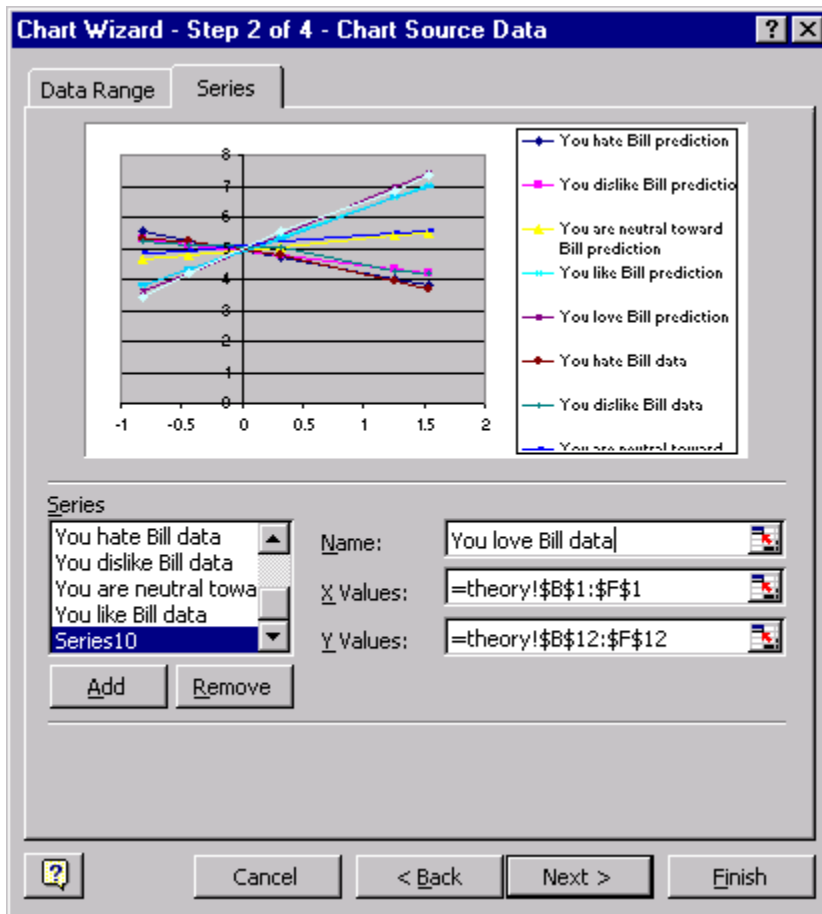 Chart Wizard - Step 2 of 4 - Chart Source Data
Data Range
Series
8
7
6
5
4
3
2
1
0
-1
-0.5
0
0.5
1
1.5
2
You hate Bill prediction
You dislike Bill predictio
You are neutral toward
Bill prediction
You like Bill prediction
You love Bill prediction
You hate Bill data
You dislike Bill data
You are neutral toward
Series
You hate Bill data
You dislike Bill data
You are neutral towa
You like Bill data
Series10
Add
Remove
Name:
You love Bill data
X Values:
=theory!$B$1:$F$1
Y Values:
=theory!$B$12:$F$12
Cancel
< Back
Next >
Finish